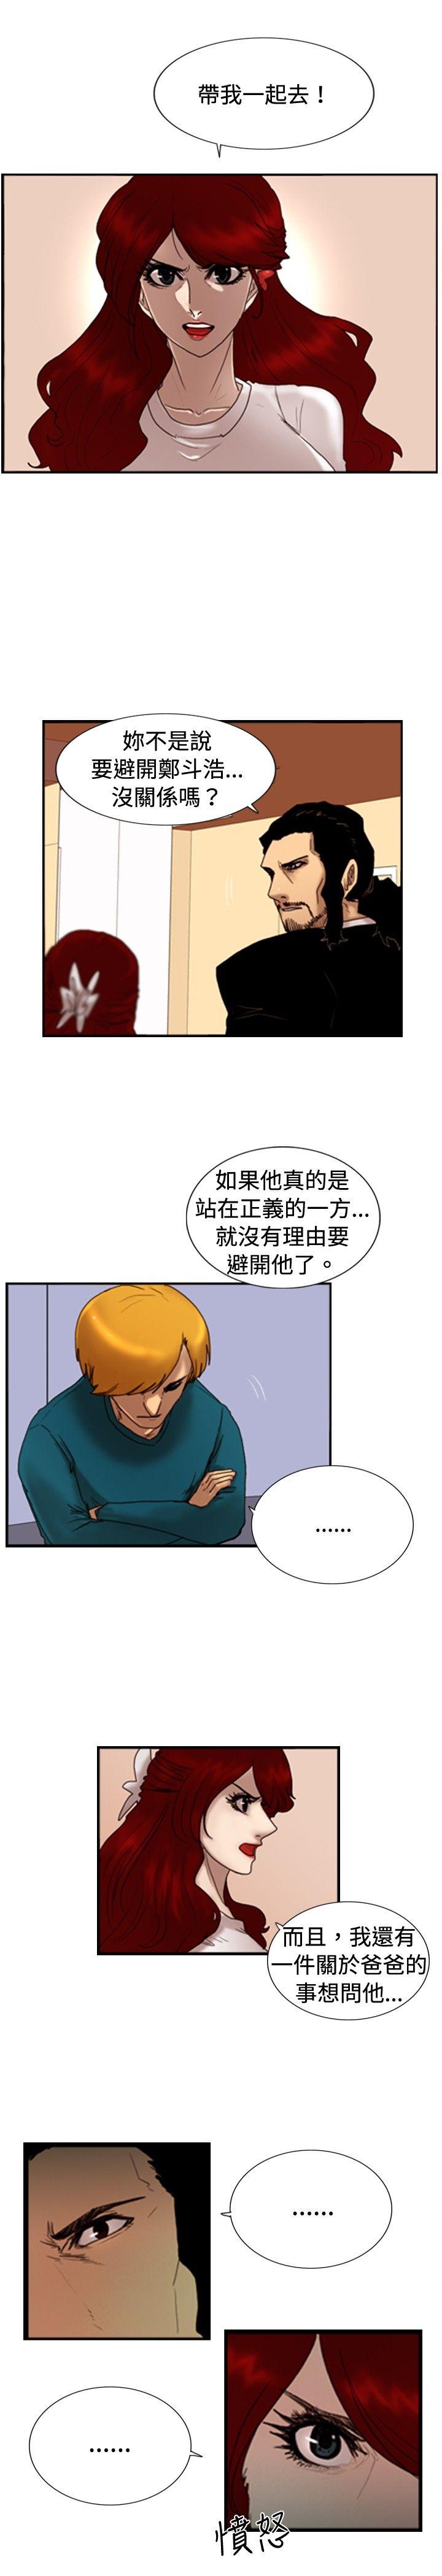 帶我一起去！
妳不是說
要避開鄭斗浩...
沒關係嗎？
如果他真的是
站在正義的一方...
就沒有理由要
避開他了。
......
而且，我還有
一件關於爸爸的
事想問他...
......
......
憤怒